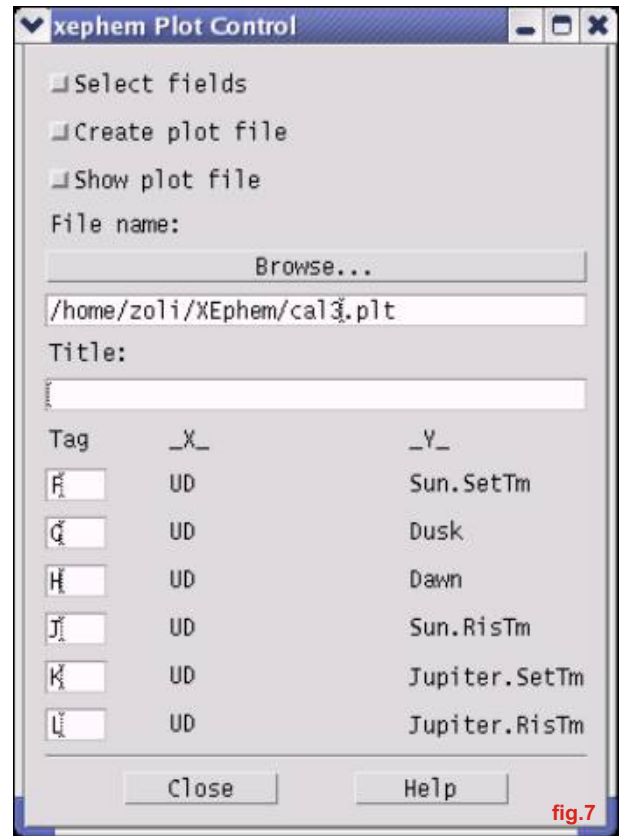 xephem Plot Control
Select fields
Create plot file
Show plot file
File name:
Browse...
/home/zoli/XEphem/cal3.plt
Title:
Tag _X_ _Y_
F UD Sun.SetTm
G UD Dusk
H UD Dawn
J UD Sun.RisTm
K UD Jupiter.SetTm
L UD Jupiter.RisTm
Close Help
fig.7